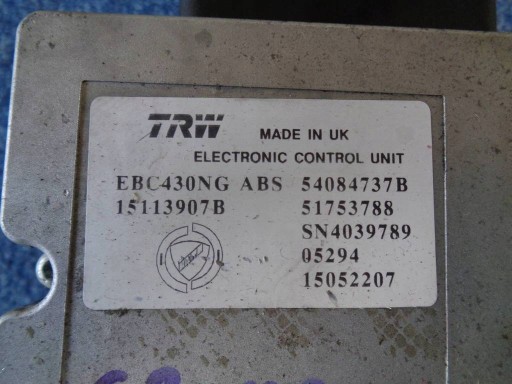 TRW MADE IN UK
ELECTRONIC CONTROL UNIT
EBC430NG ABS 54084737B
15113907B 51753788
SN4039789
05294
15052207